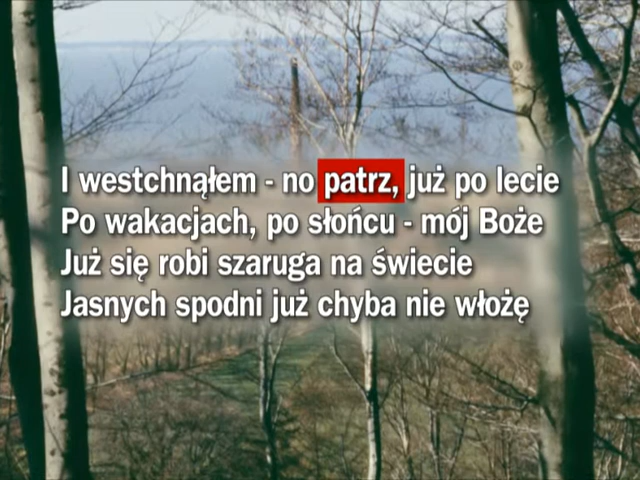 I westchnąłem - no patrz, już po lecie
Po wakacjach, po słońcu - mój Boże
Już się robi szaruga na świecie
Jasnych spodni już chyba nie włożę